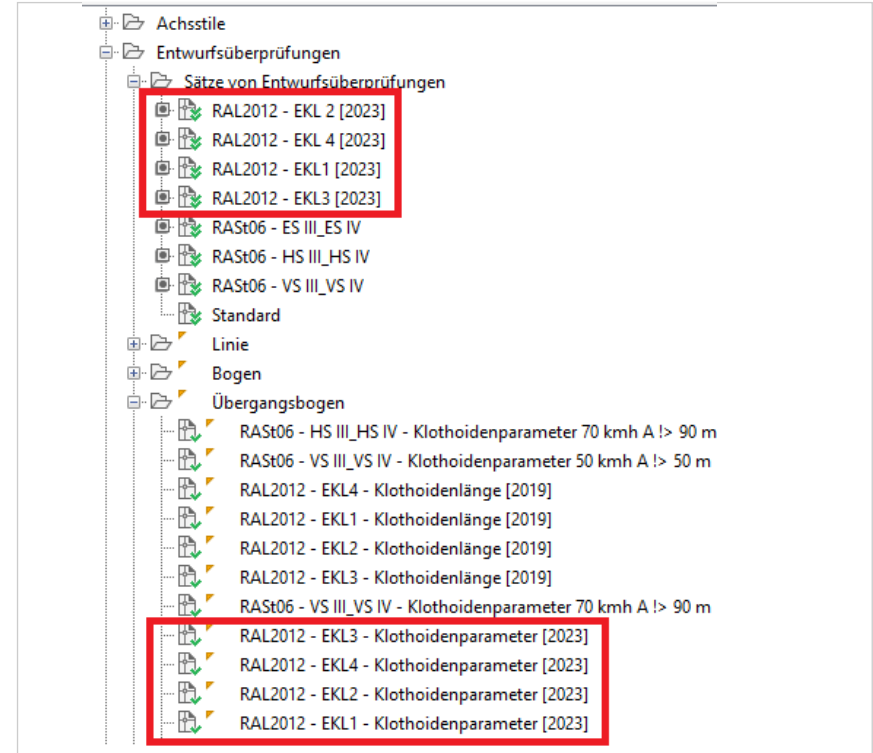 Achsstile
Entwurfsüberprüfungen
Sätze von Entwurfsüberprüfungen
RAL2012 - EKL 2 [2023]
RAL2012 - EKL 4 [2023]
RAL2012 - EKL1 [2023]
RAL2012 - EKL3 [2023]
RASt06 - ES III_ES IV
RASt06 - HS III_HS IV
RASt06 - VS III_VS IV
Standard
Linie
Bogen
Übergangsbogen
RASt06 - HS III_HS IV - Klothoidenparameter 70 kmh A !> 90 m
RASt06 - VS III_VS IV - Klothoidenparameter 50 kmh A !> 50 m
RAL2012 - EKL4 - Klothoidenlänge [2019]
RAL2012 - EKL1 - Klothoidenlänge [2019]
RAL2012 - EKL2 - Klothoidenlänge [2019]
RAL2012 - EKL3 - Klothoidenlänge [2019]
RASt06 - VS III_VS IV - Klothoidenparameter 70 kmh A !> 90 m
RAL2012 - EKL3 - Klothoidenparameter [2023]
RAL2012 - EKL4 - Klothoidenparameter [2023]
RAL2012 - EKL2 - Klothoidenparameter [2023]
RAL2012 - EKL1 - Klothoidenparameter [2023]